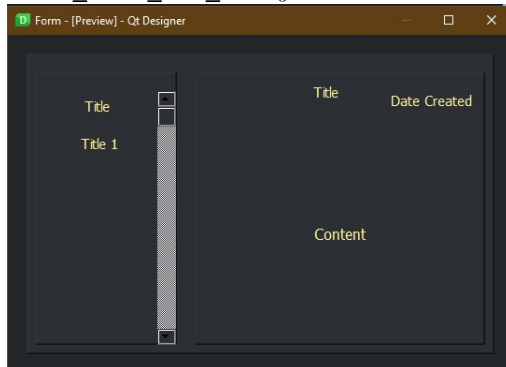 Form - [Preview] - Qt Designer
Title
Title 1
Title
Date Created
Content